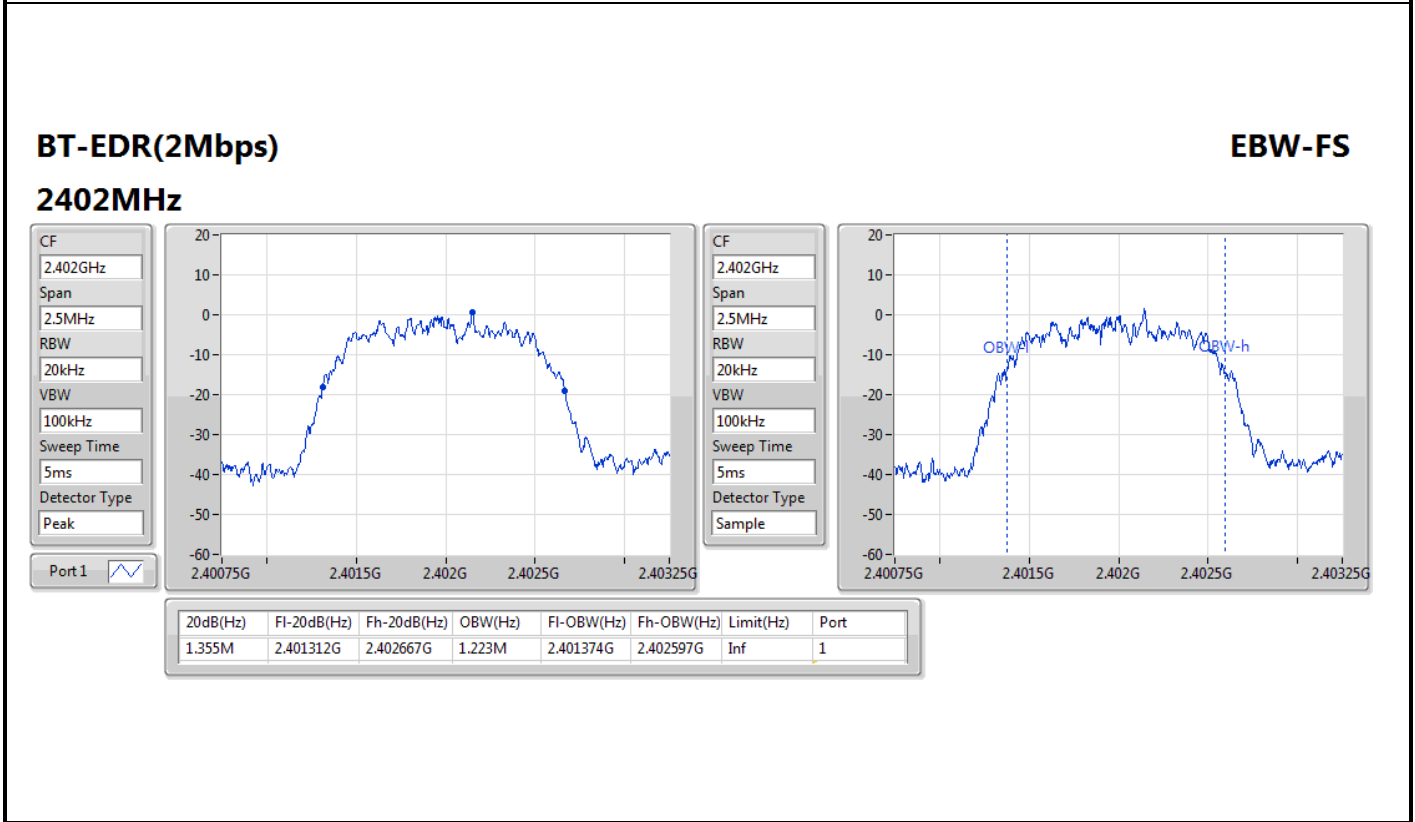 BT-EDR(2Mbps)
EBW-FS
2402MHz
CF
2.402GHz
Span
2.5MHz
RBW
20kHz
VBW
100kHz
Sweep Time
5ms
Detector Type
Peak
Port 1
20
10
0
-10
-20
-30
-40
-50
-60
2.40075G 2.4015G 2.402G 2.4025G 2.40325G
CF
2.402GHz
Span
2.5MHz
RBW
20kHz
VBW
100kHz
Sweep Time
5ms
Detector Type
Sample
20
10
0
-10
-20
-30
-40
-50
-60
OBW-l OBW-h
2.40075G 2.4015G 2.402G 2.4025G 2.40325G
20dB(Hz) Fl-20dB(Hz) Fh-20dB(Hz) OBW(Hz) Fl-OBW(Hz) Fh-OBW(Hz) Limit(Hz) Port
1.355M 2.401312G 2.402667G 1.223M 2.401374G 2.402597G Inf 1